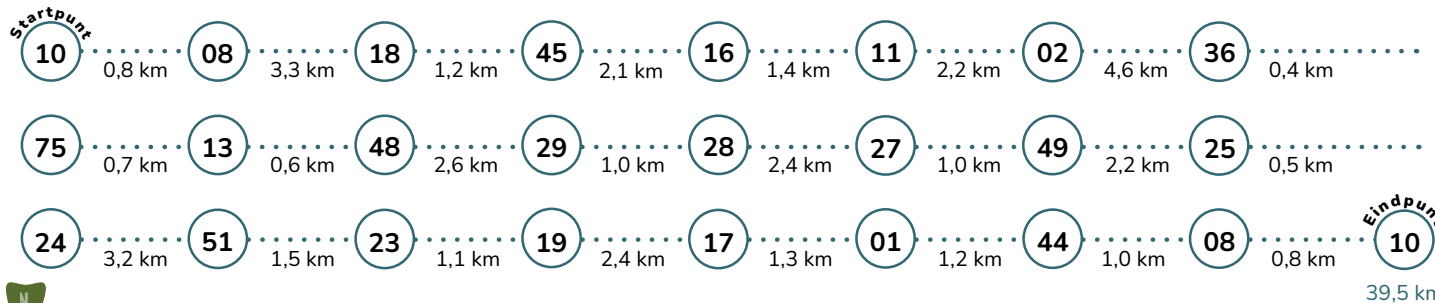 Startpunt
10 08 18 45 16 11 02 36
0,8 km 3,3 km 1,2 km 2,1 km 1,4 km 2,2 km 4,6 km 0,4 km
75 13 48 29 28 27 49 25
0,7 km 0,6 km 2,6 km 1,0 km 2,4 km 1,0 km 2,2 km 0,5 km
Eindpunt
24 51 23 19 17 01 44 08 10
3,2 km 1,5 km 1,1 km 2,4 km 1,3 km 1,2 km 1,0 km 0,8 km
39,5 km
N